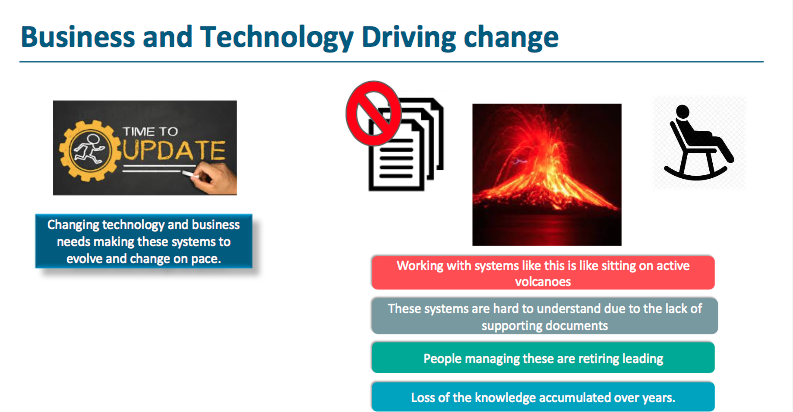 Business and Technology Driving change
TIME TO
UPDATE
Changing technology and business
needs making these systems to
evolve and change on pace.
Working with systems like this is like sitting on active
volcanoes
These systems are hard to understand due to the lack of
supporting documents
People managing these are retiring leading
Loss of the knowledge accumulated over years.